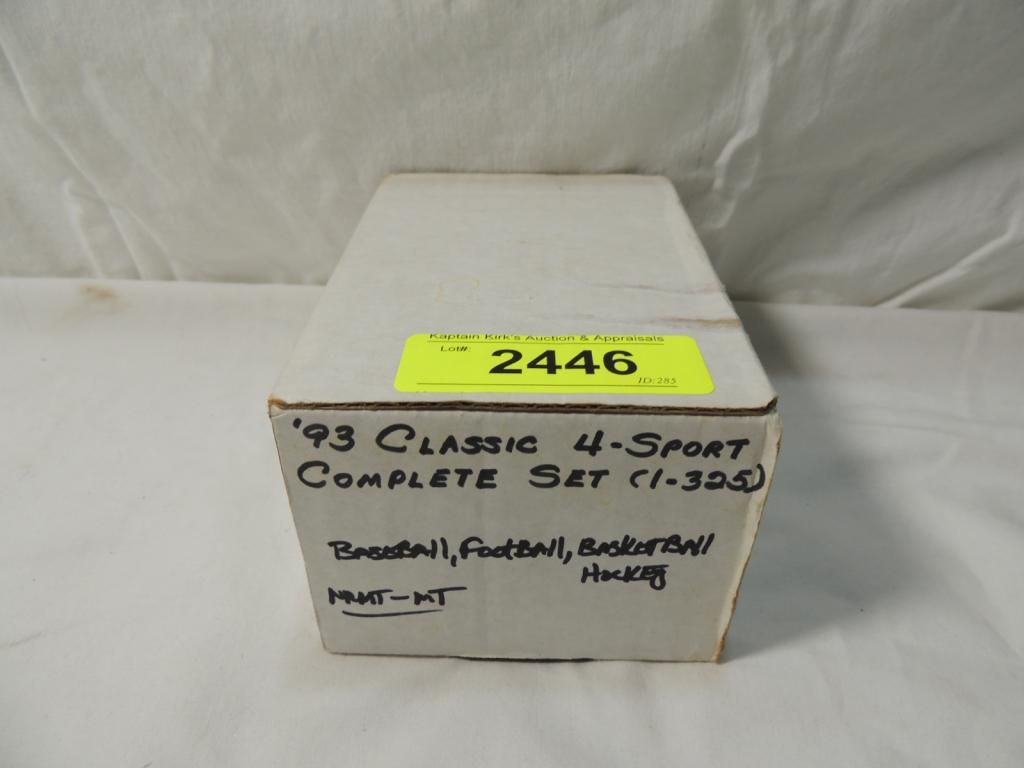 Kaptain Kirk's Auction & Appraisals
Lot#: 2446
ID:285
'93 CLASSIC 4-SPORT
COMPLETE SET (1-325)
BASEBALL, FOOTBALL, BASKETBALL
HOCKEY
NRMT-MT